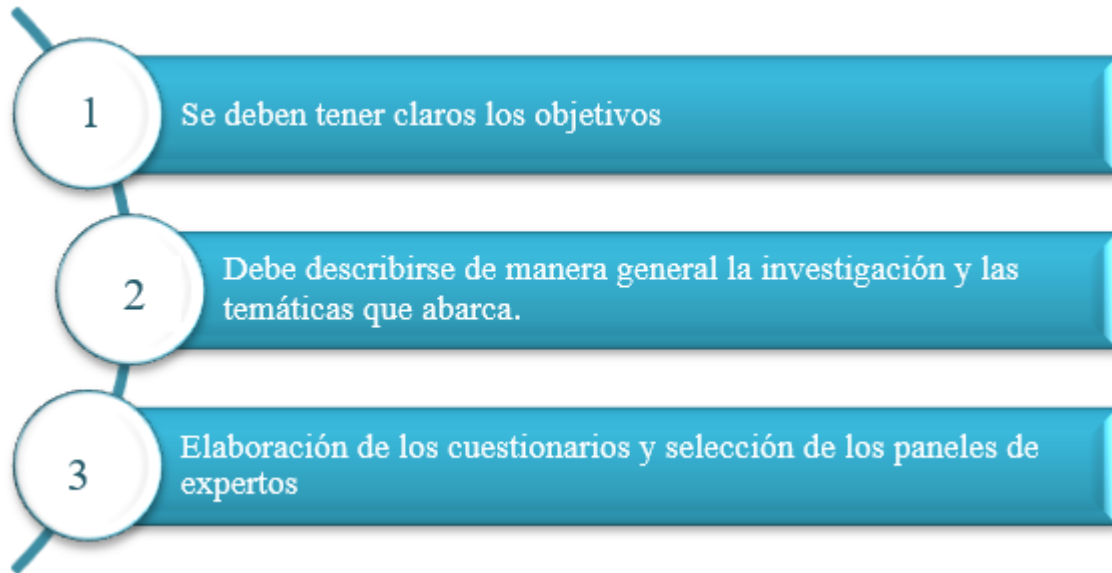 1
Se deben tener claros los objetivos
2
Debe describirse de manera general la investigación y las
temáticas que abarca.
3
Elaboración de los cuestionarios y selección de los paneles de
expertos